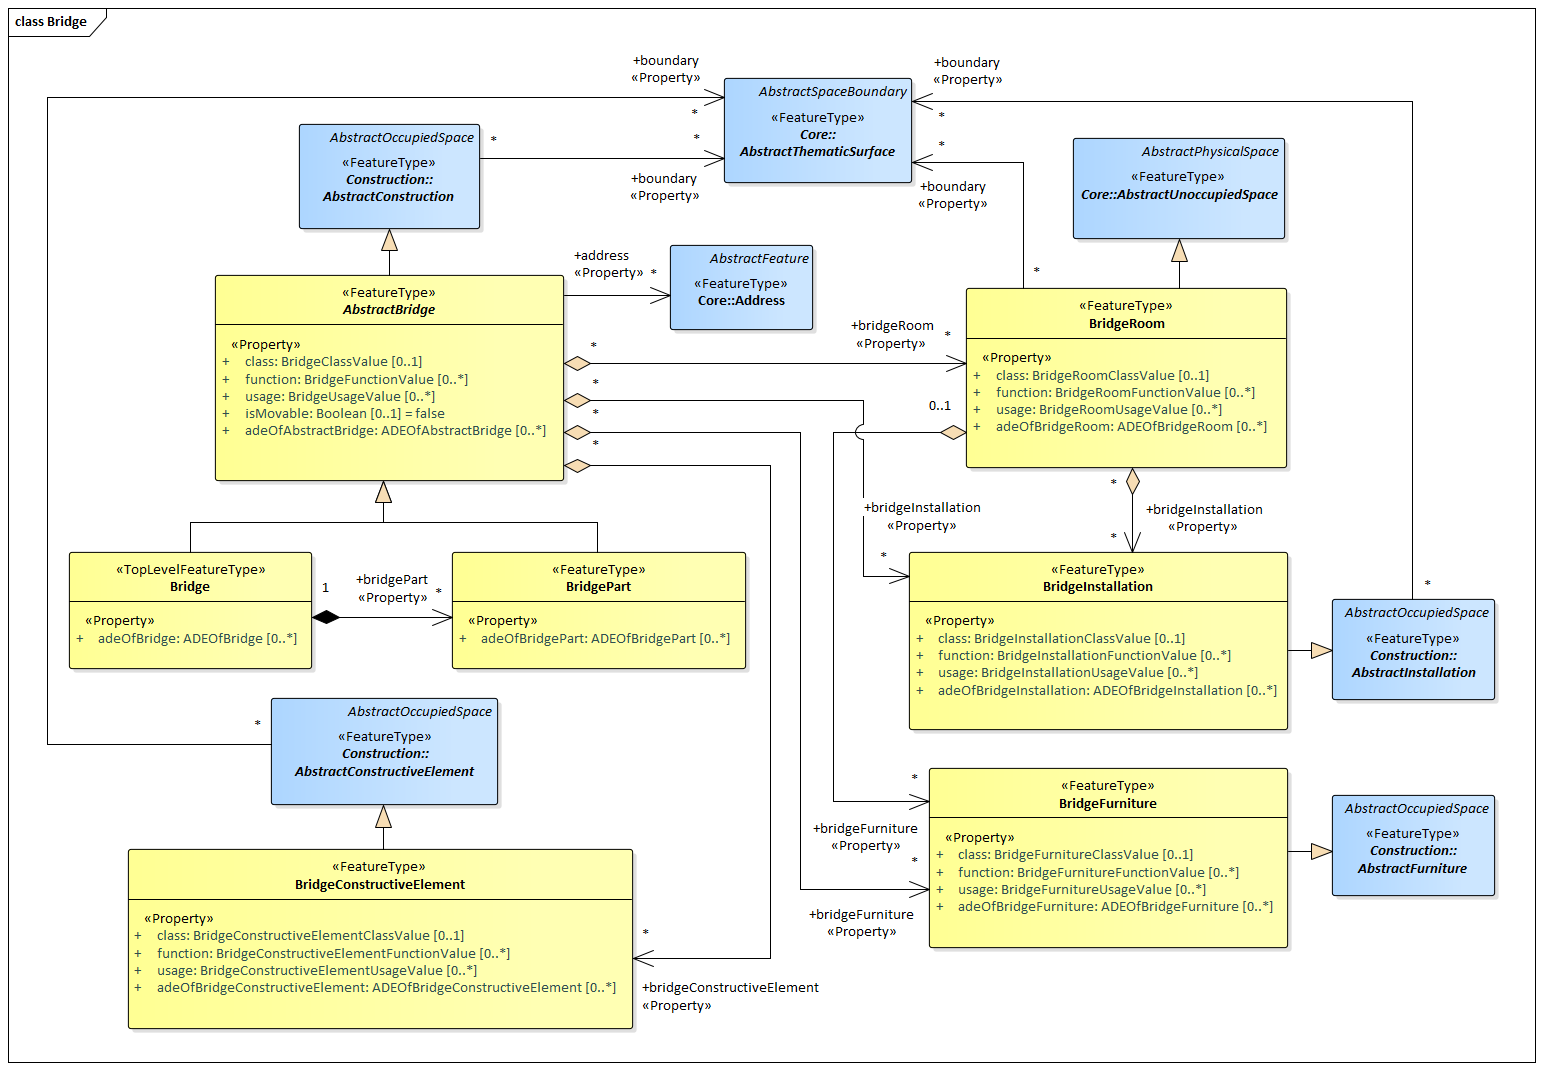 class Bridge
+boundary
«Property»
*
+boundary
«Property»
*
AbstractSpaceBoundary
«FeatureType»
Core::
AbstractThematicSurface
AbstractOccupiedSpace
«FeatureType»
Construction::
AbstractConstruction
*
*
+boundary
«Property»
*
+boundary
«Property»
*
AbstractPhysicalSpace
«FeatureType»
Core::AbstractUnoccupiedSpace
+address
«Property»
*
AbstractFeature
«FeatureType»
Core::Address
«FeatureType»
AbstractBridge
«Property»
+ class: BridgeClassValue [0..1]
+ function: BridgeFunctionValue [0..*]
+ usage: BridgeUsageValue [0..*]
+ isMovable: Boolean [0..1] = false
+ adeOfAbstractBridge: ADEOfAbstractBridge [0..*]
*
*
*
*
+bridgeRoom
«Property»
*
0..1
«FeatureType»
BridgeRoom
«Property»
+ class: BridgeRoomClassValue [0..1]
+ function: BridgeRoomFunctionValue [0..*]
+ usage: BridgeRoomUsageValue [0..*]
+ adeOfBridgeRoom: ADEOfBridgeRoom [0..*]
+bridgeInstallation
«Property»
*
*
+bridgeInstallation
«Property»
*
«TopLevelFeatureType»
Bridge
«Property»
+ adeOfBridge: ADEOfBridge [0..*]
1
+bridgePart
«Property»
*
«FeatureType»
BridgePart
«Property»
+ adeOfBridgePart: ADEOfBridgePart [0..*]
«FeatureType»
BridgeInstallation
«Property»
+ class: BridgeInstallationClassValue [0..1]
+ function: BridgeInstallationFunctionValue [0..*]
+ usage: BridgeInstallationUsageValue [0..*]
+ adeOfBridgeInstallation: ADEOfBridgeInstallation [0..*]
*
AbstractOccupiedSpace
«FeatureType»
Construction::
AbstractInstallation
*
AbstractOccupiedSpace
«FeatureType»
Construction::
AbstractConstructiveElement
*
+bridgeFurniture
«Property»
*
+bridgeFurniture
«Property»
«FeatureType»
BridgeFurniture
«Property»
+ class: BridgeFurnitureClassValue [0..1]
+ function: BridgeFurnitureFunctionValue [0..*]
+ usage: BridgeFurnitureUsageValue [0..*]
+ adeOfBridgeFurniture: ADEOfBridgeFurniture [0..*]
AbstractOccupiedSpace
«FeatureType»
Construction::
AbstractFurniture
«FeatureType»
BridgeConstructiveElement
«Property»
+ class: BridgeConstructiveElementClassValue [0..1]
+ function: BridgeConstructiveElementFunctionValue [0..*]
+ usage: BridgeConstructiveElementUsageValue [0..*]
+ adeOfBridgeConstructiveElement: ADEOfBridgeConstructiveElement [0..*]
*
+bridgeConstructiveElement
«Property»